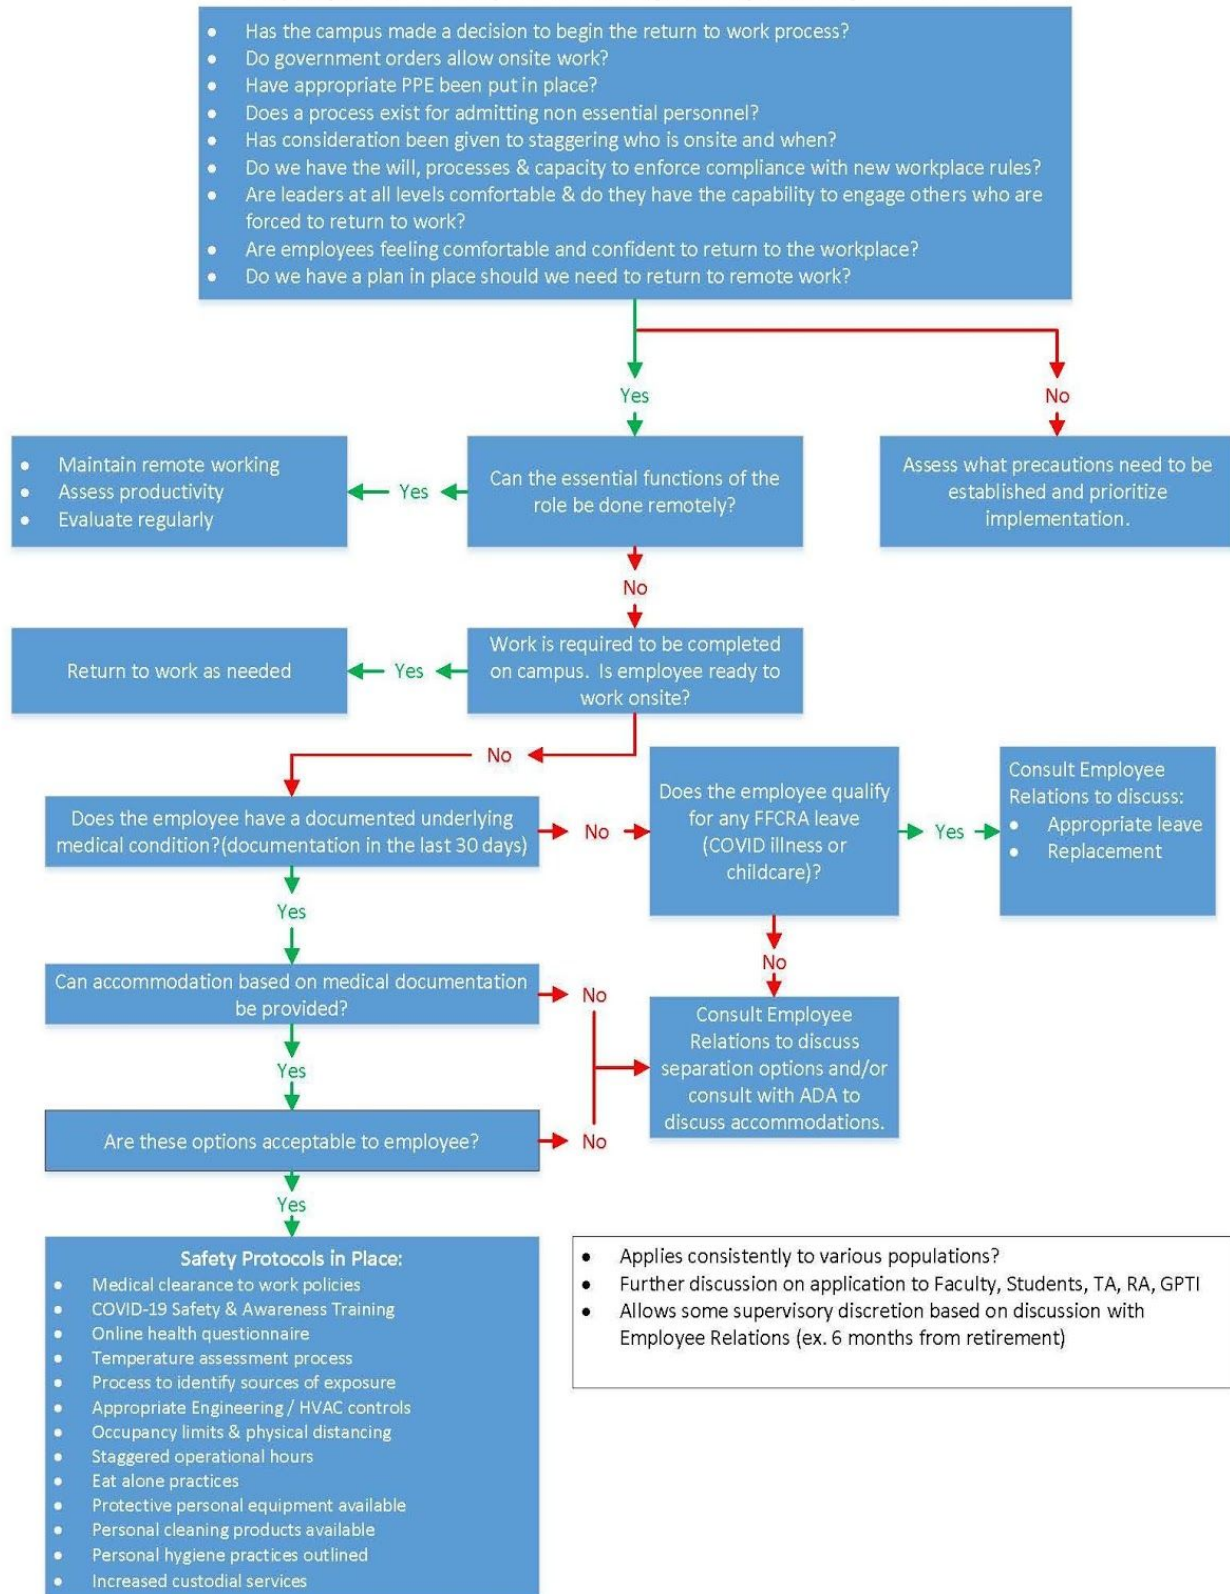 • Has the campus made a decision to begin the return to work process?
• Do government orders allow onsite work?
• Have appropriate PPE been put in place?
• Does a process exist for admitting non essential personnel?
• Has consideration been given to staggering who is onsite and when?
• Do we have the will, processes & capacity to enforce compliance with new workplace rules?
• Are leaders at all levels comfortable & do they have the capability to engage others who are
forced to return to work?
• Are employees feeling comfortable and confident to return to the workplace?
• Do we have a plan in place should we need to return to remote work?
Yes
No
• Maintain remote working
• Assess productivity
• Evaluate regularly
Yes
Can the essential functions of the
role be done remotely?
Assess what precautions need to be
established and prioritize
implementation.
No
Return to work as needed
Yes
Work is required to be completed
on campus. Is employee ready to
work onsite?
No
Does the employee have a documented underlying
medical condition?(documentation in the last 30 days)
No
Does the employee qualify
for any FFCRA leave
(COVID illness or
childcare)?
Yes
Consult Employee
Relations to discuss:
• Appropriate leave
• Replacement
Yes
No
Can accommodation based on medical documentation
be provided?
No
Consult Employee
Relations to discuss
separation options and/or
consult with ADA to
discuss accommodations.
Yes
Are these options acceptable to employee?
No
Yes
Safety Protocols in Place:
• Medical clearance to work policies
• COVID-19 Safety & Awareness Training
• Online health questionnaire
• Temperature assessment process
• Process to identify sources of exposure
• Appropriate Engineering / HVAC controls
• Occupancy limits & physical distancing
• Staggered operational hours
• Eat alone practices
• Protective personal equipment available
• Personal cleaning products available
• Personal hygiene practices outlined
• Increased custodial services
• Applies consistently to various populations?
• Further discussion on application to Faculty, Students, TA, RA, GPTI
• Allows some supervisory discretion based on discussion with
Employee Relations (ex. 6 months from retirement)